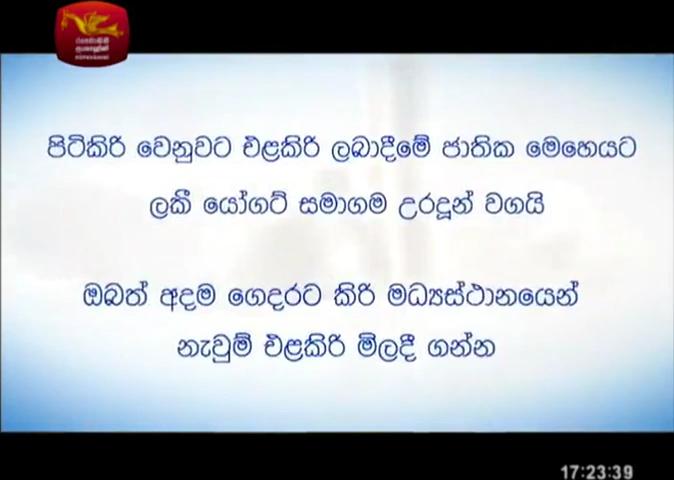 පිටිකිරි වෙනුවට එළකිරි ලබාදීමේ ජාතික මෙහෙයට
ලකී යෝගට් සමාගම උරදූන් වගයි
ඔබත් අදම ගෙදරට කිරි මධ්‍යස්ථානයෙන්
නැවුම් එළකිරි මිලදී ගන්න
17:23:39